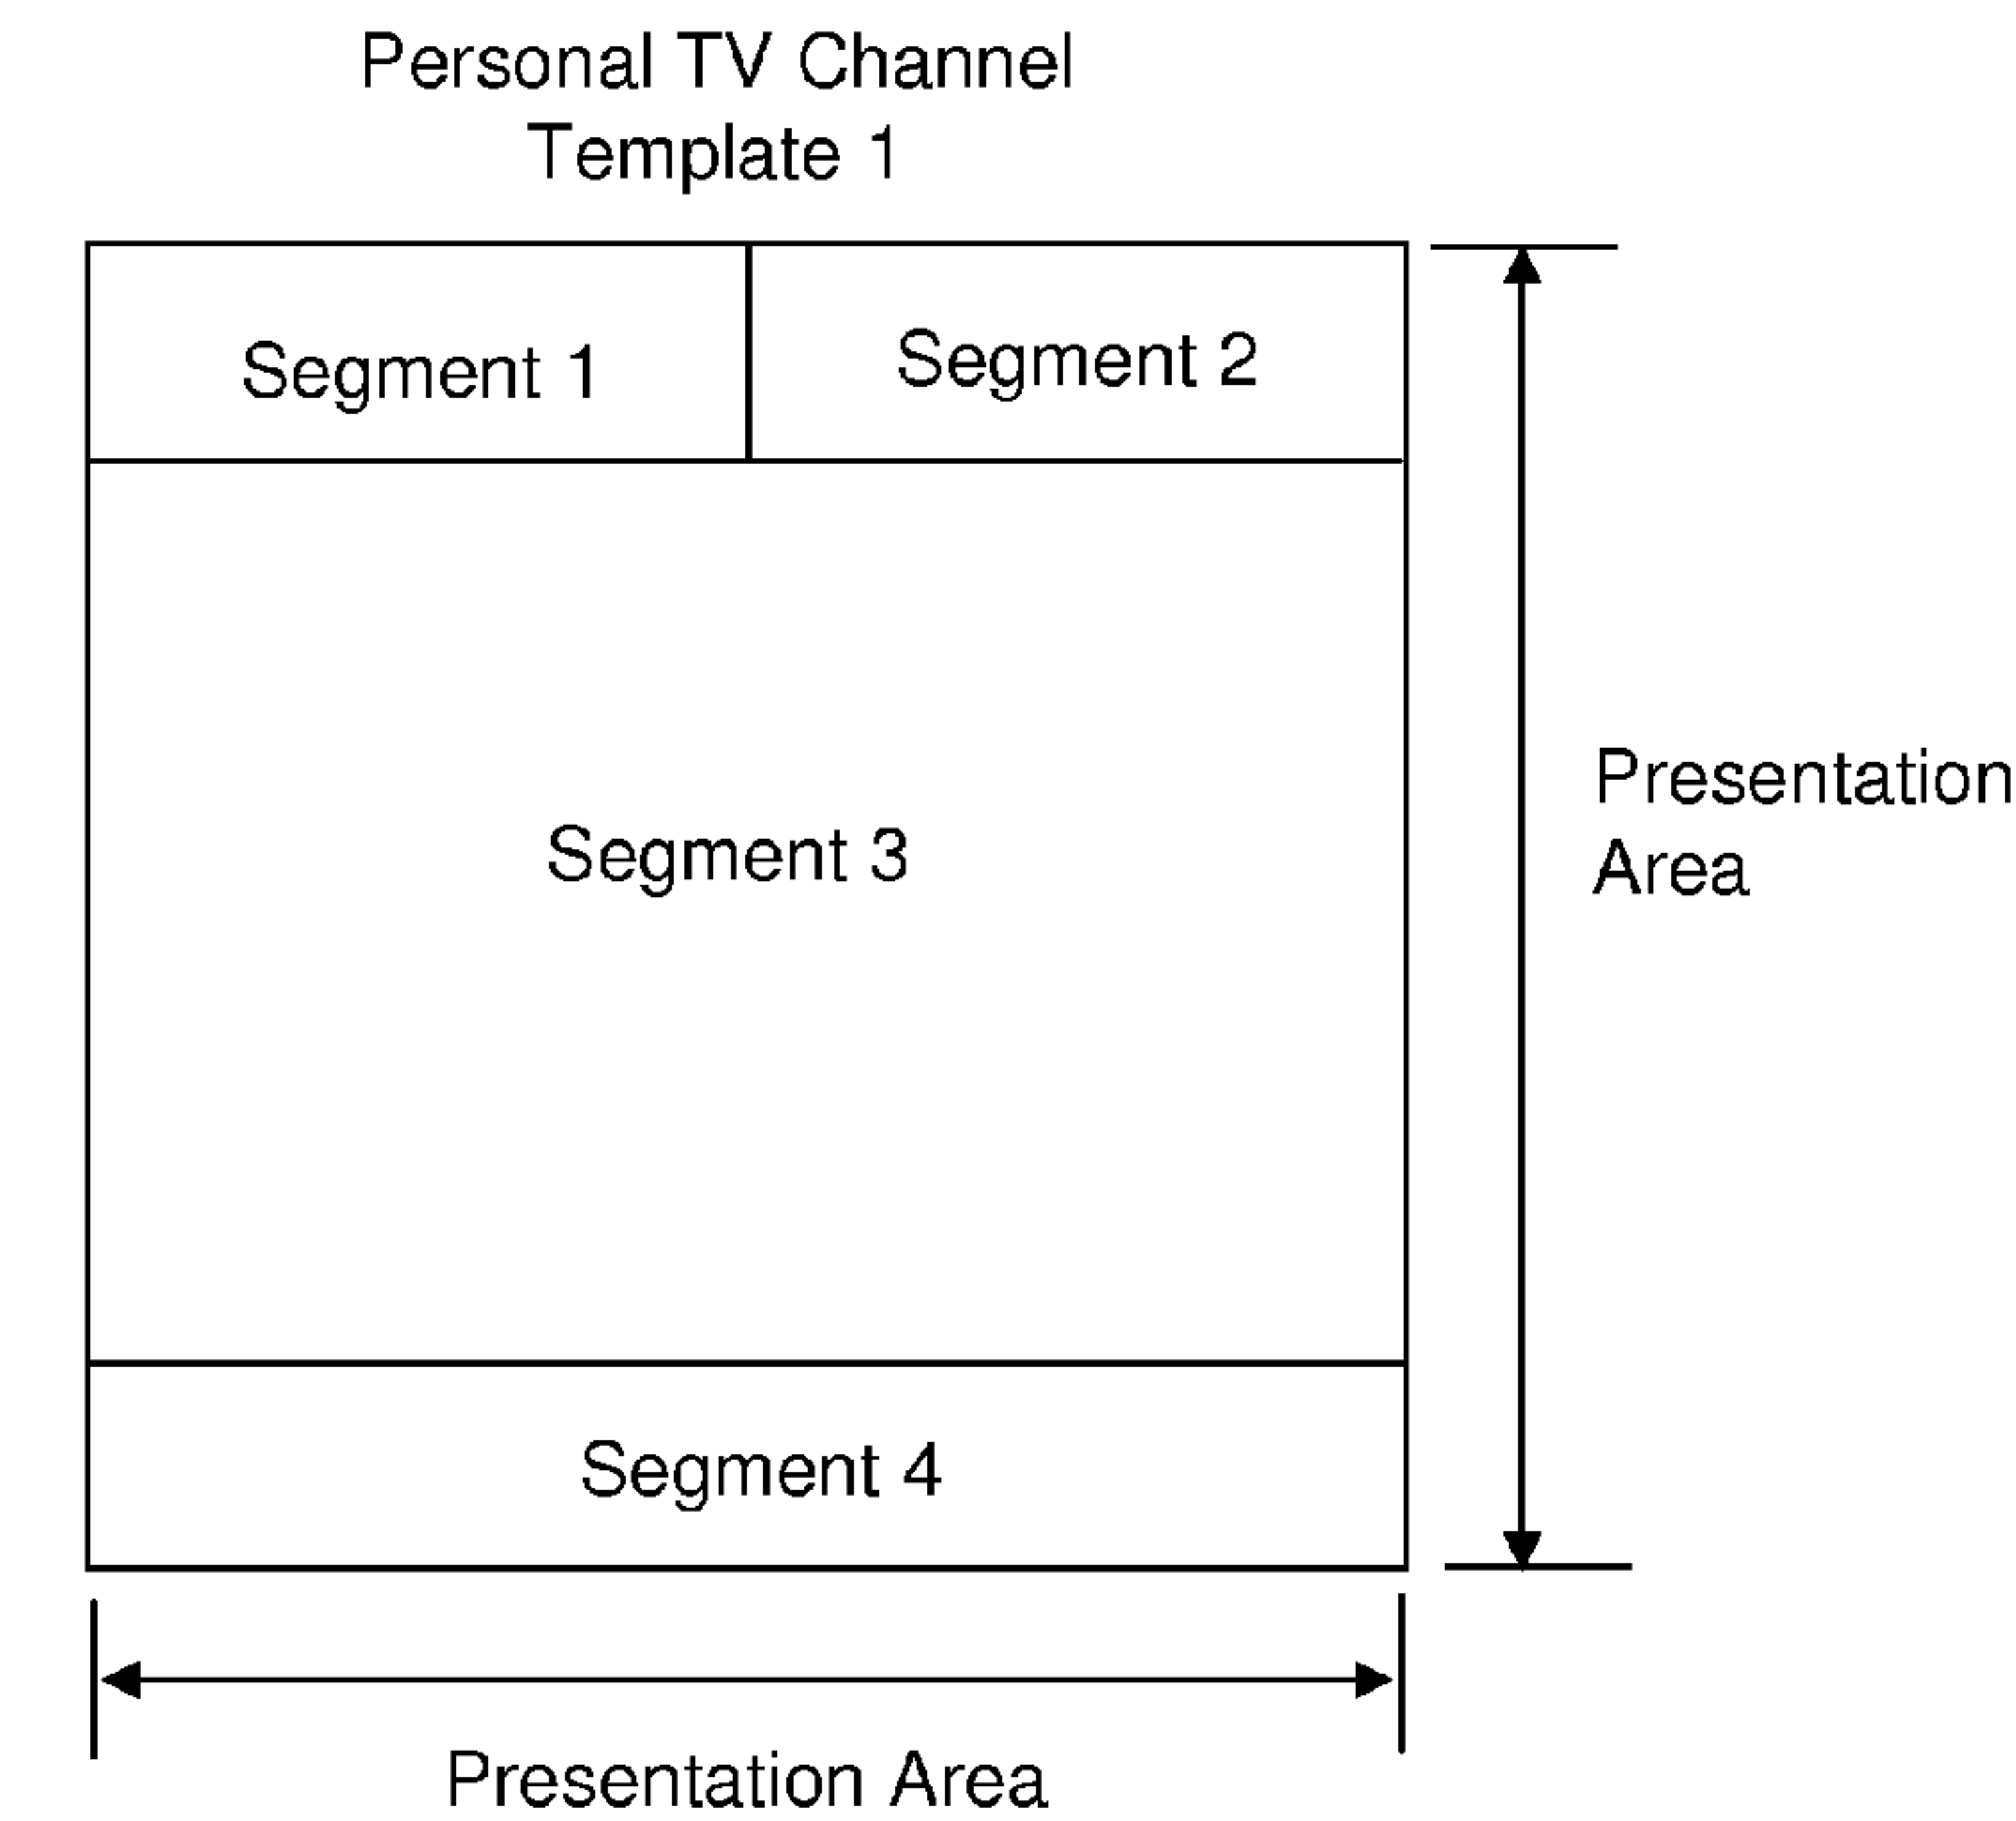 Personal TV Channel
Template 1
Segment 1
Segment 2
Segment 3
Presentation
Area
Segment 4
Presentation Area